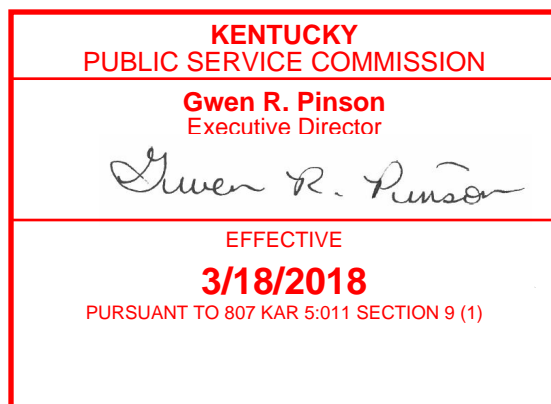 KENTUCKY
PUBLIC SERVICE COMMISSION
Gwen R. Pinson
Executive Director
Gwen R. Pinson
EFFECTIVE
3/18/2018
PURSUANT TO 807 KAR 5:011 SECTION 9 (1)